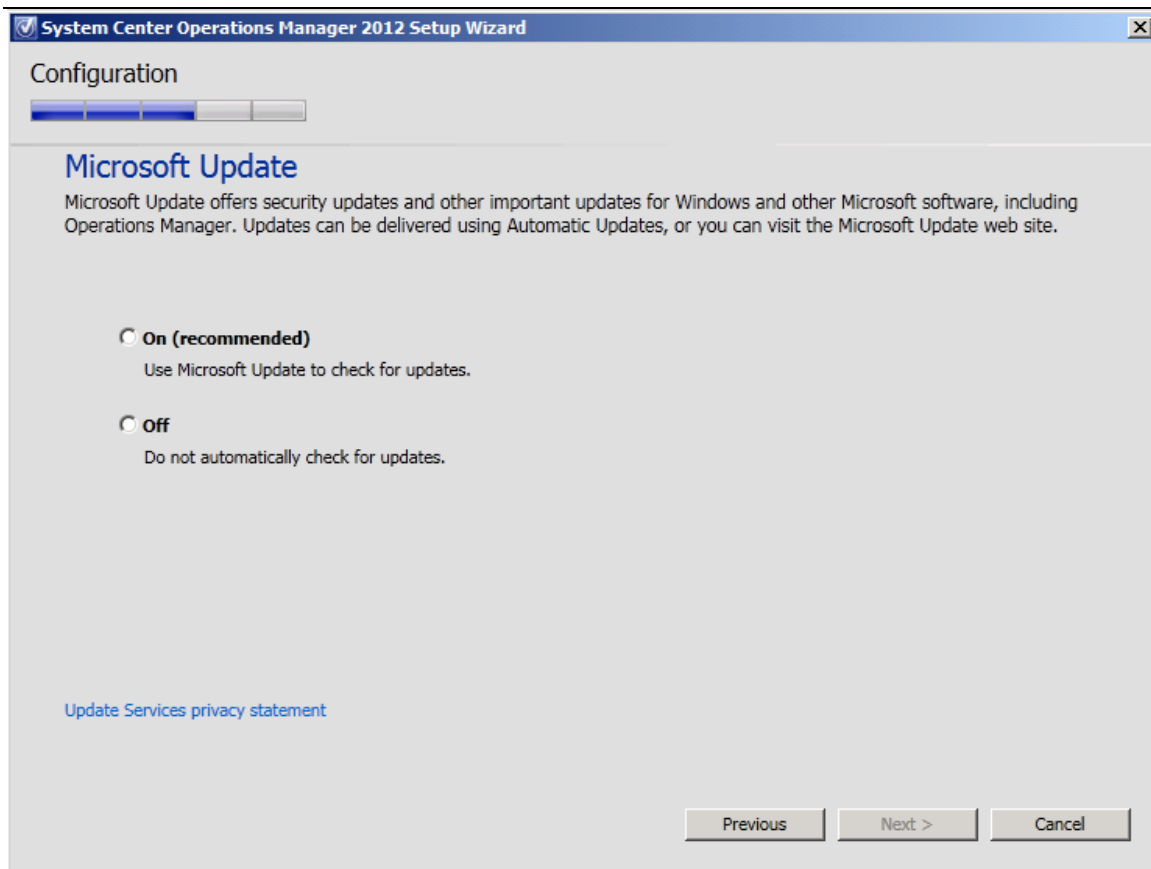 System Center Operations Manager 2012 Setup Wizard
Configuration
Microsoft Update
Microsoft Update offers security updates and other important updates for Windows and other Microsoft software, including
Operations Manager. Updates can be delivered using Automatic Updates, or you can visit the Microsoft Update web site.
On (recommended)
Use Microsoft Update to check for updates.
Off
Do not automatically check for updates.
Update Services privacy statement
Previous Next > Cancel